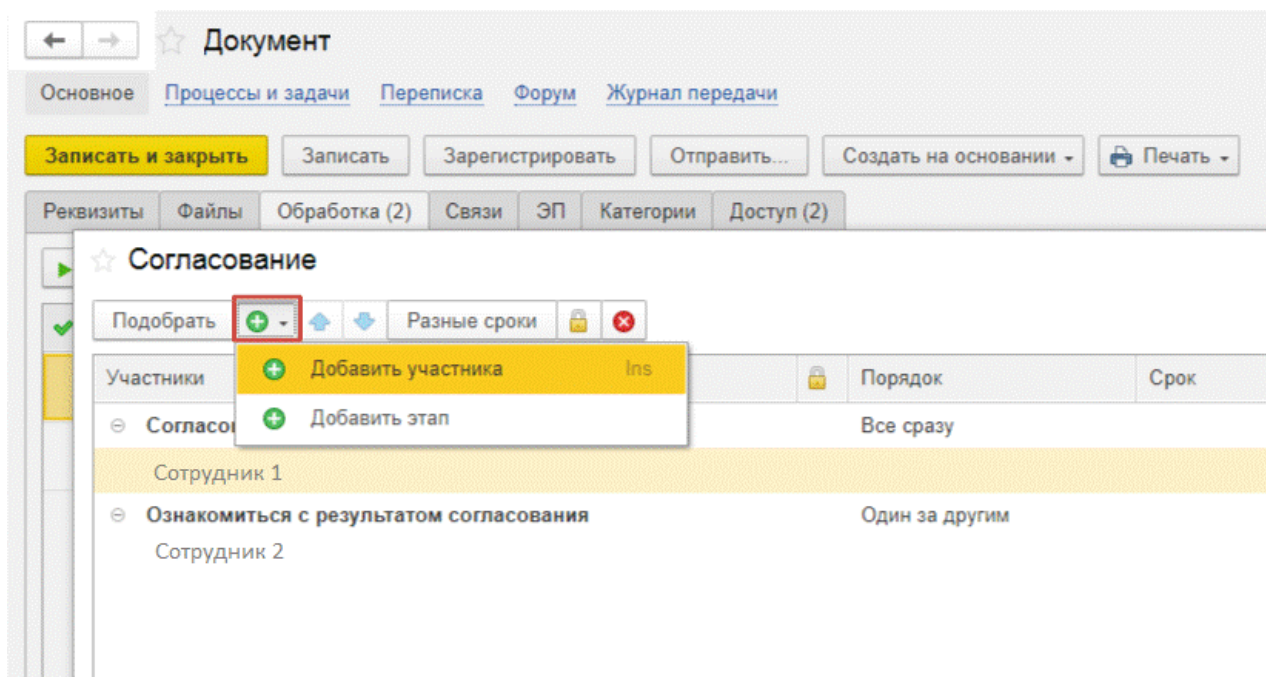 Документ
Основное Процессы и задачи Переписка Форум Журнал передачи
Записать и закрыть Записать Зарегистрировать Отправить... Создать на основании Печать
Реквизиты Файлы Обработка (2) Связи ЭП Категории Доступ (2)
Согласование
Подобрать Разные сроки
Добавить участника Ins
Участники Порядок Срок
Добавить этап
Все сразу
Сотрудник 1
Ознакомиться с результатом согласования Один за другим
Сотрудник 2